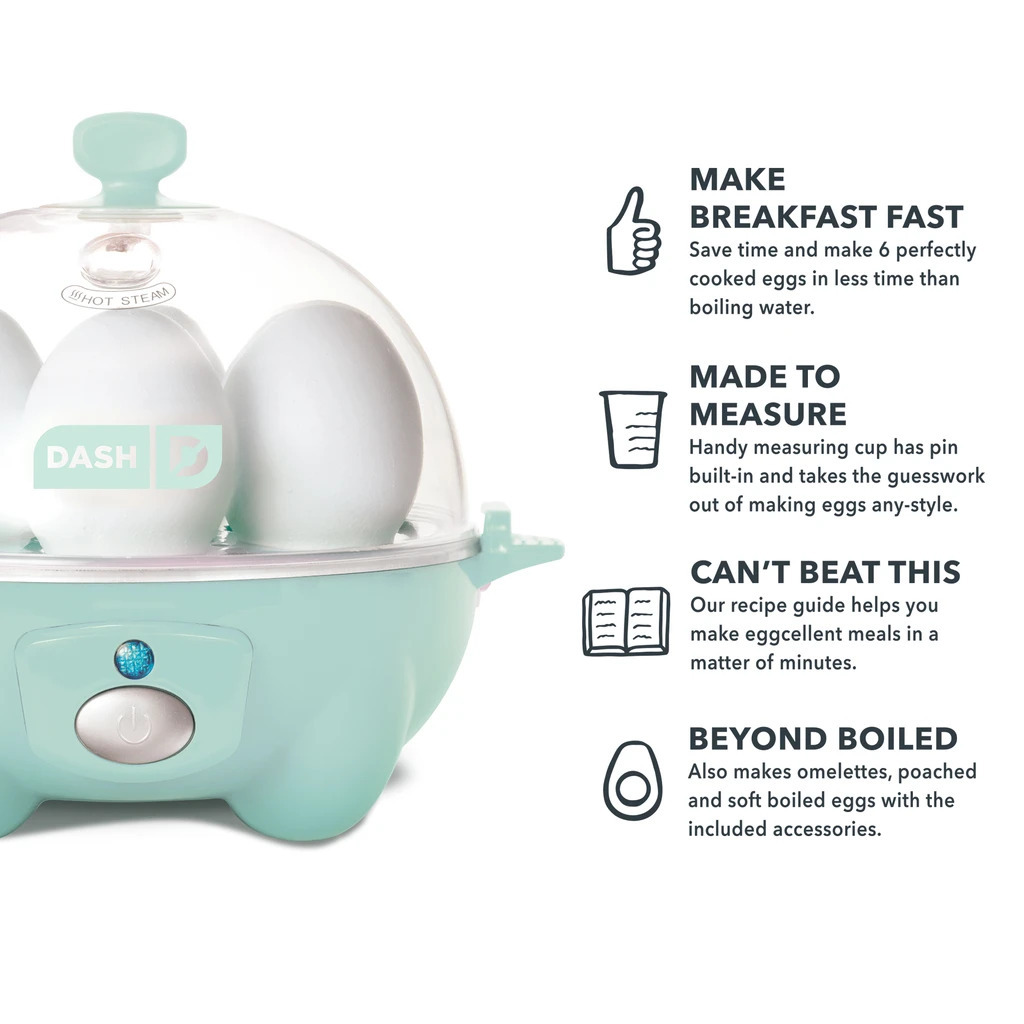 HOT STEAM
DASH D
MAKE
BREAKFAST FAST
Save time and make 6 perfectly
cooked eggs in less time than
boiling water.
MADE TO
MEASURE
Handy measuring cup has pin
built-in and takes the guesswork
out of making eggs any-style.
CAN'T BEAT THIS
Our recipe guide helps you
make eggcellent meals in a
matter of minutes.
BEYOND BOILED
Also makes omelettes, poached
and soft boiled eggs with the
included accessories.